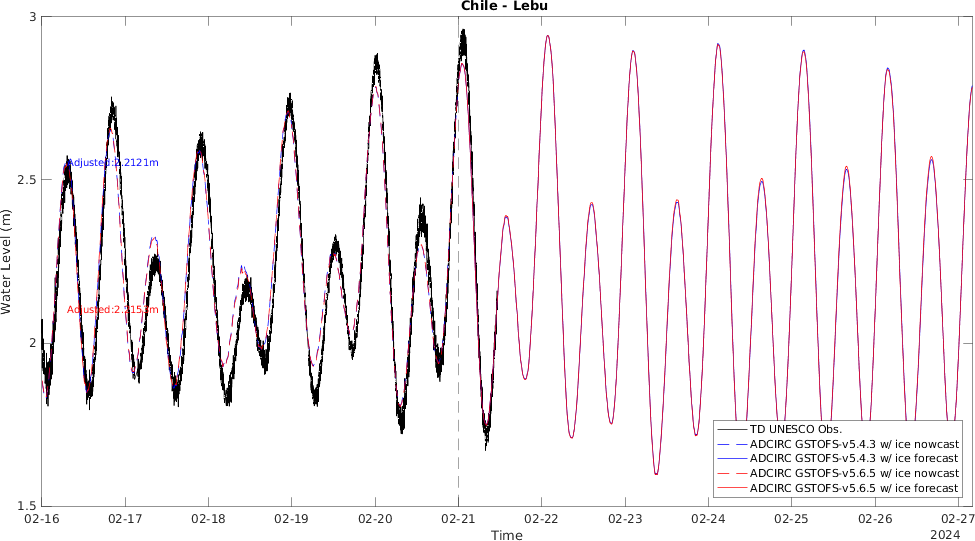 Chile - Lebu
3
2.5
2
1.5
Water Level (m)
Adjusted:2.2121m
TD UNESCO Obs.
ADCIRC GSTOFS-v5.4.3 w/ ice nowcast
ADCIRC GSTOFS-v5.4.3 w/ ice forecast
ADCIRC GSTOFS-v5.6.5 w/ ice nowcast
ADCIRC GSTOFS-v5.6.5 w/ ice forecast
02-16 02-17 02-18 02-19 02-20 02-21 02-22 02-23 02-24 02-25 02-26 02-27
Time
2024